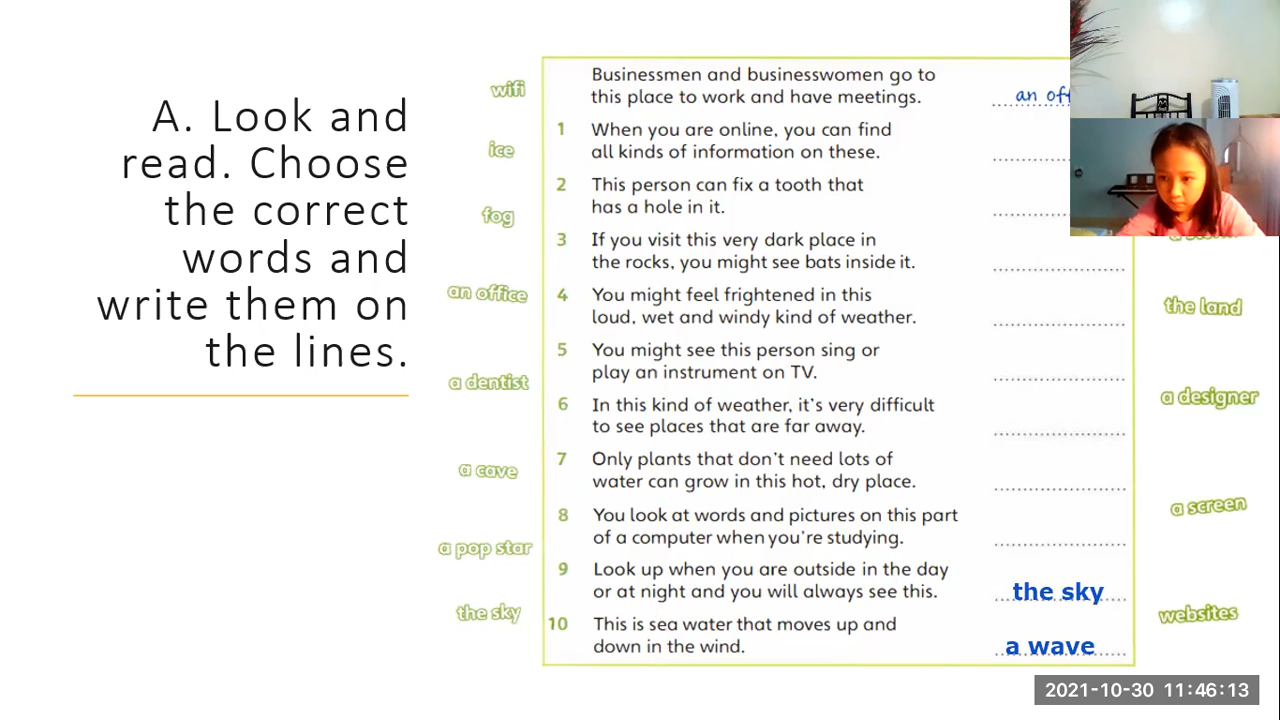 A. Look and
read. Choose
the correct
words and
write them on
the lines.
wifi
ice
fog
an office
a dentist
a cave
a pop star
the sky
Businessmen and businesswomen go to
this place to work and have meetings.
an off
1 When you are online, you can find
all kinds of information on these.
2 This person can fix a tooth that
has a hole in it.
3 If you visit this very dark place in
the rocks, you might see bats inside it.
4 You might feel frightened in this
loud, wet and windy kind of weather.
5 You might see this person sing or
play an instrument on TV.
6 In this kind of weather, it's very difficult
to see places that are far away.
7 Only plants that don't need lots of
water can grow in this hot, dry place.
8 You look at words and pictures on this part
of a computer when you're studying.
9 Look up when you are outside in the day
or at night and you will always see this.
the sky
10 This is sea water that moves up and
down in the wind.
a wave
the land
a designer
a screen
websites
2021-10-30 11:46:13